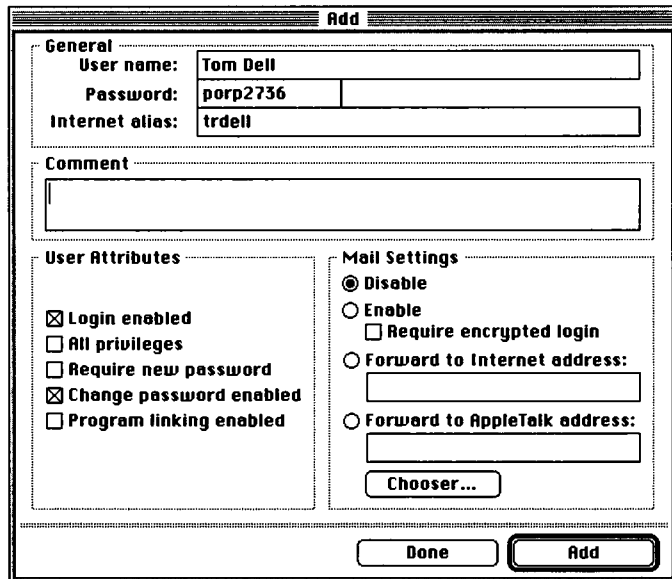 Add
General
User name: Tom Dell
Password: porp2736
Internet alias: trdell
Comment
User Attributes
Login enabled
All privileges
Require new password
Change password enabled
Program linking enabled
Mail Settings
Disable
Enable
Require encrypted login
Forward to Internet address:
Forward to AppleTalk address:
Chooser...
Done
Add